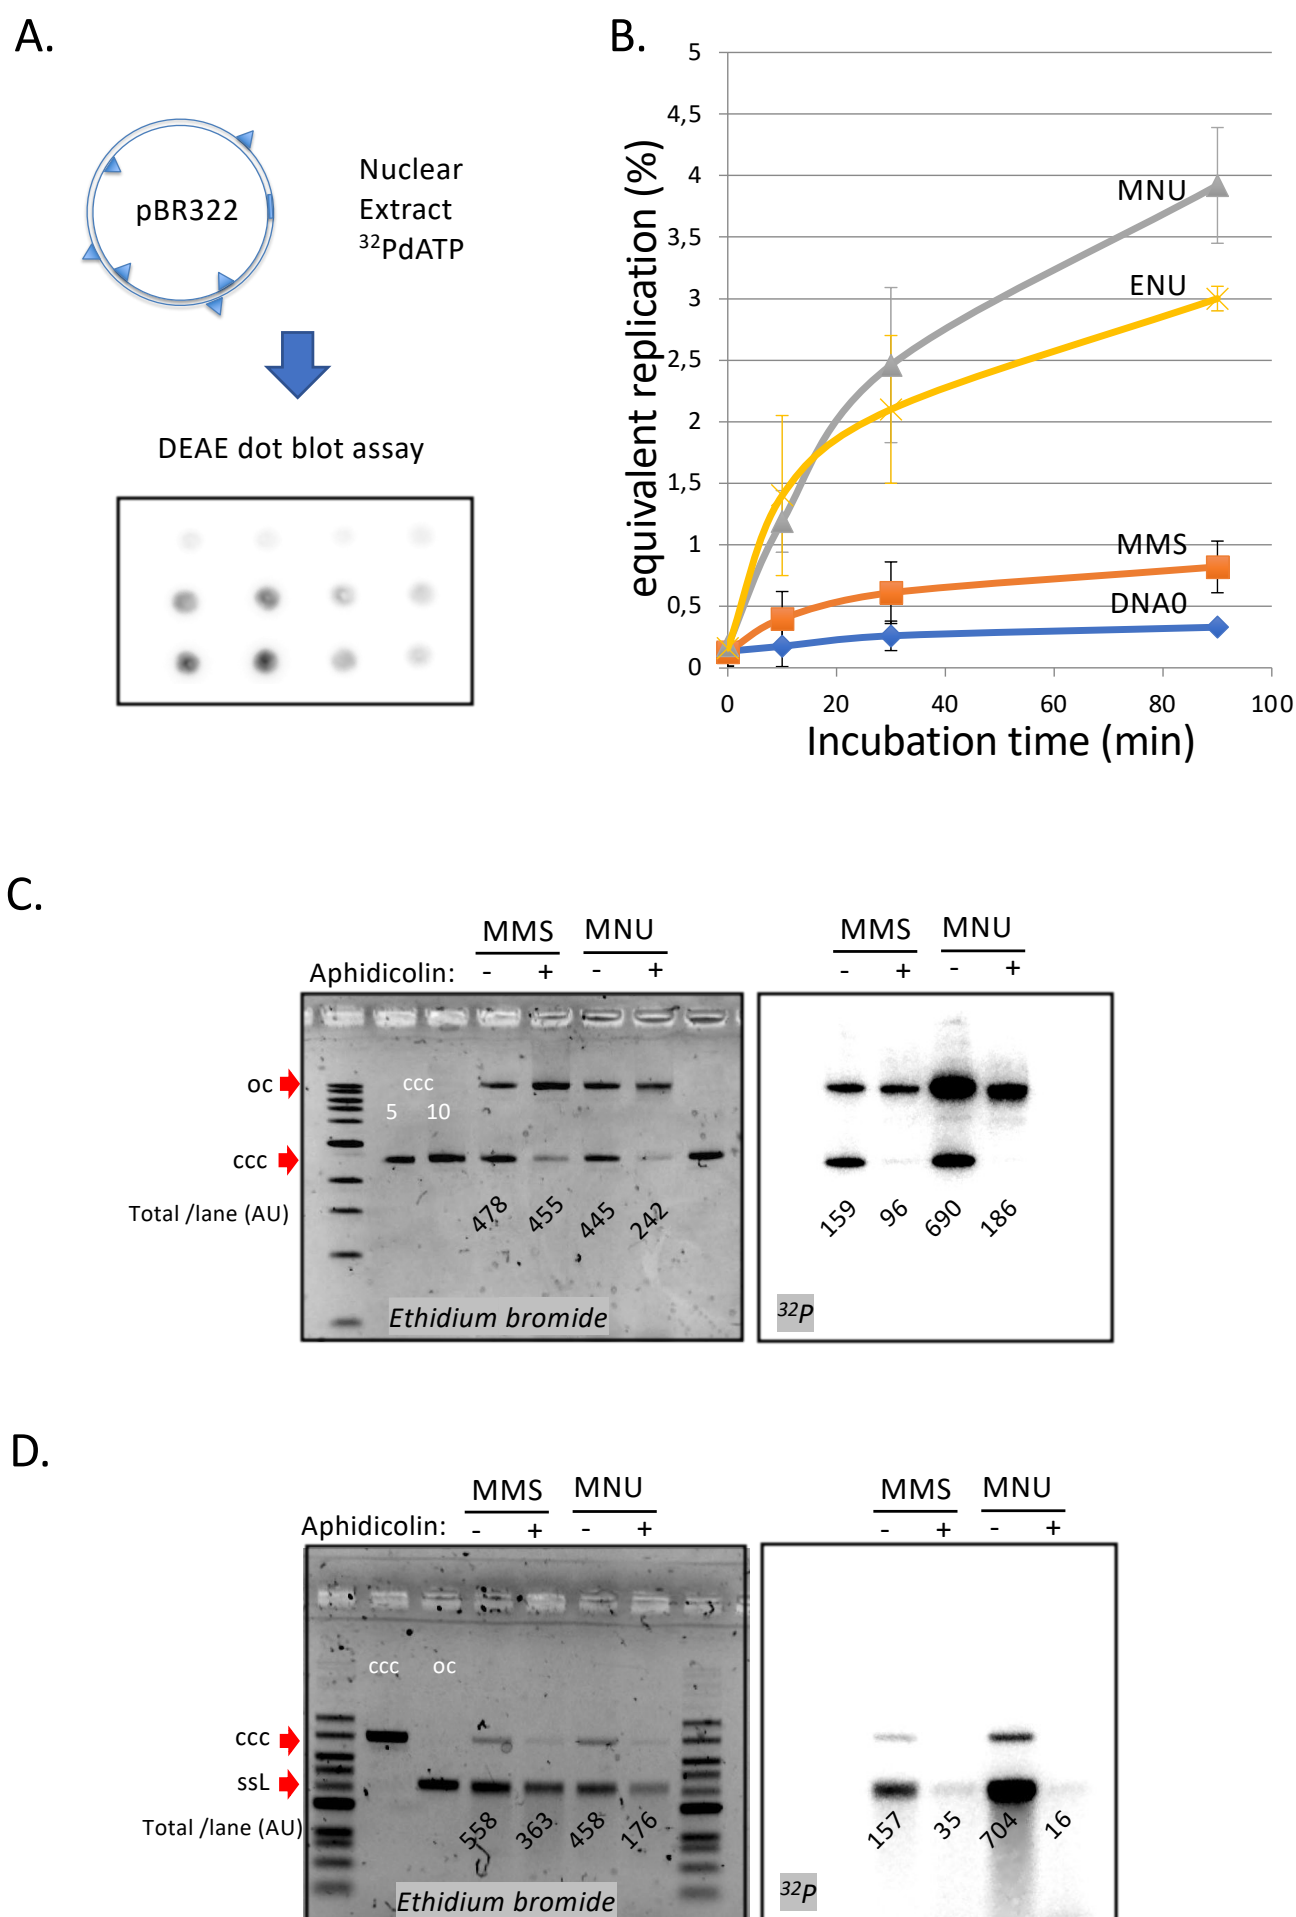 A.
pBR322
Nuclear
Extract
32PdATP
DEAE dot blot assay
B.
equivalent replication (%)
5
4,5
4
3,5
3
2,5
2
1,5
1
0,5
0
MNU
ENU
MMS
DNA0
0 20 40 60 80 100
Incubation time (min)
C.
MMS MNU
Aphidicolin: - + - +
oc
ccc
5 10
ccc
Total /lane (AU)
478 455 445 242
Ethidium bromide
MMS MNU
- + - +
159 96 690 186
32P
D.
MMS MNU
Aphidicolin: - + - +
ccc oc
ccc
ssL
Total /lane (AU)
558 363 458 176
Ethidium bromide
MMS MNU
- + - +
157 35 704 16
32P